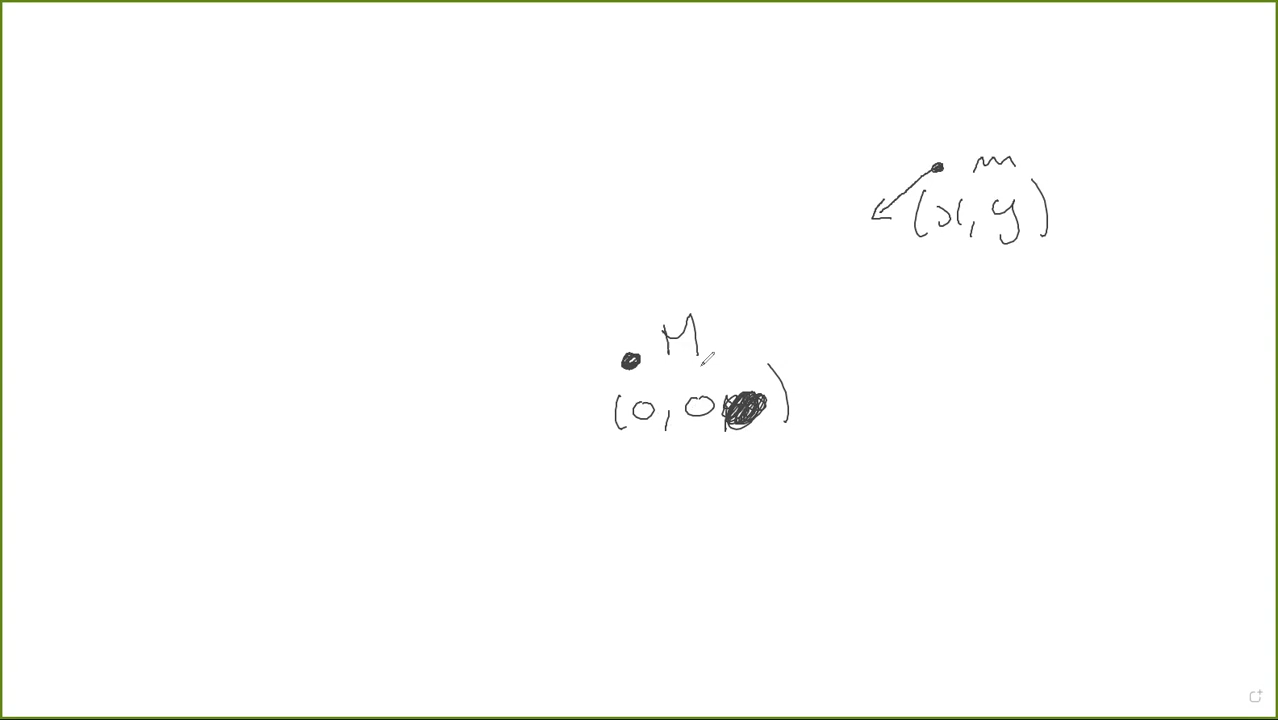 m
(x, y)
M
(0, 0)